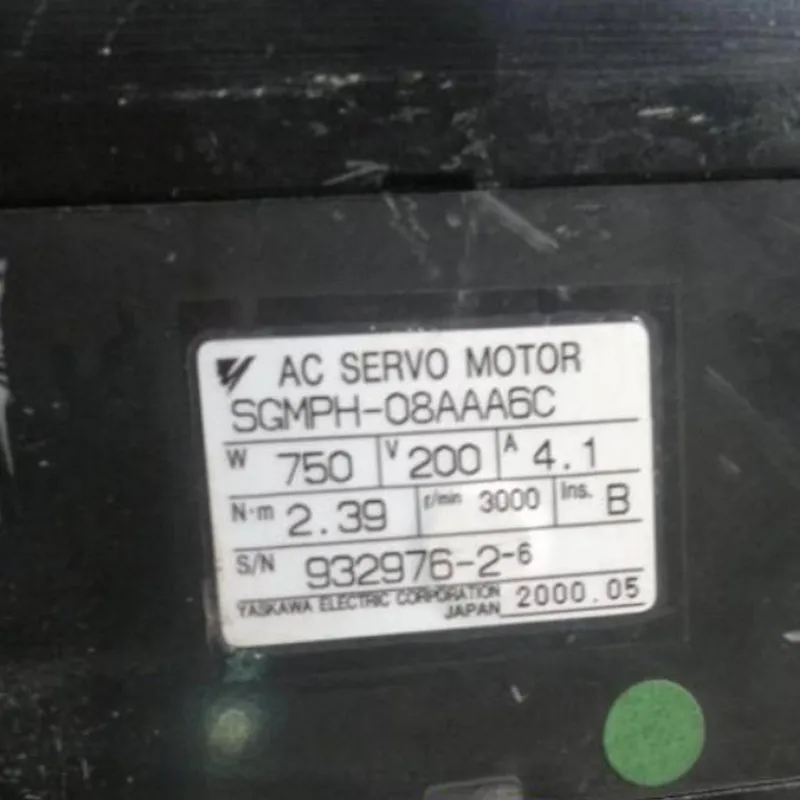 AC SERVO MOTOR
SGMPH-08AAA6C
W 750 V 200 A 4.1
N·m 2.39 r/min 3000 Ins. B
S/N 932976-2-6
YASKAWA ELECTRIC CORPORATION
JAPAN 2000.05